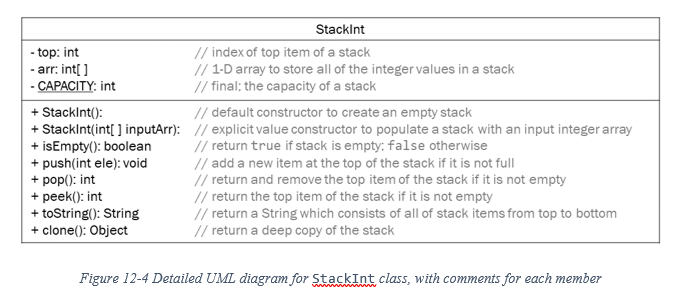 StackInt
- top: int // index of top item of a stack
- arr: int[ ] // 1-D array to store all of the integer values in a stack
- CAPACITY: int // final; the capacity of a stack
+ StackInt(): // default constructor to create an empty stack
+ StackInt(int[ ] inputArr): // explicit value constructor to populate a stack with an input integer array
+ isEmpty(): boolean // return true if stack is empty; false otherwise
+ push(int ele): void // add a new item at the top of the stack if it is not full
+ pop(): int // return and remove the top item of the stack if it is not empty
+ peek(): int // return the top item of the stack if it is not empty
+ toString(): String // return a String which consists of all of stack items from top to bottom
+ clone(): Object // return a deep copy of the stack
Figure 12-4 Detailed UML diagram for StackInt class, with comments for each member